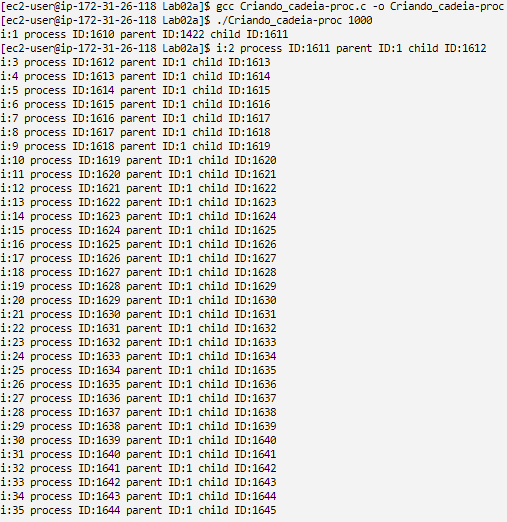 [ec2-user@ip-172-31-26-118 Lab02a]$ gcc Criando_cadeia-proc.c -o Criando_cadeia-proc
[ec2-user@ip-172-31-26-118 Lab02a]$ ./Criando_cadeia-proc 1000
i:1 process ID:1610 parent ID:1422 child ID:1611
[ec2-user@ip-172-31-26-118 Lab02a]$ i:2 process ID:1611 parent ID:1 child ID:1612
i:3 process ID:1612 parent ID:1 child ID:1613
i:4 process ID:1613 parent ID:1 child ID:1614
i:5 process ID:1614 parent ID:1 child ID:1615
i:6 process ID:1615 parent ID:1 child ID:1616
i:7 process ID:1616 parent ID:1 child ID:1617
i:8 process ID:1617 parent ID:1 child ID:1618
i:9 process ID:1618 parent ID:1 child ID:1619
i:10 process ID:1619 parent ID:1 child ID:1620
i:11 process ID:1620 parent ID:1 child ID:1621
i:12 process ID:1621 parent ID:1 child ID:1622
i:13 process ID:1622 parent ID:1 child ID:1623
i:14 process ID:1623 parent ID:1 child ID:1624
i:15 process ID:1624 parent ID:1 child ID:1625
i:16 process ID:1625 parent ID:1 child ID:1626
i:17 process ID:1626 parent ID:1 child ID:1627
i:18 process ID:1627 parent ID:1 child ID:1628
i:19 process ID:1628 parent ID:1 child ID:1629
i:20 process ID:1629 parent ID:1 child ID:1630
i:21 process ID:1630 parent ID:1 child ID:1631
i:22 process ID:1631 parent ID:1 child ID:1632
i:23 process ID:1632 parent ID:1 child ID:1633
i:24 process ID:1633 parent ID:1 child ID:1634
i:25 process ID:1634 parent ID:1 child ID:1635
i:26 process ID:1635 parent ID:1 child ID:1636
i:27 process ID:1636 parent ID:1 child ID:1637
i:28 process ID:1637 parent ID:1 child ID:1638
i:29 process ID:1638 parent ID:1 child ID:1639
i:30 process ID:1639 parent ID:1 child ID:1640
i:31 process ID:1640 parent ID:1 child ID:1641
i:32 process ID:1641 parent ID:1 child ID:1642
i:33 process ID:1642 parent ID:1 child ID:1643
i:34 process ID:1643 parent ID:1 child ID:1644
i:35 process ID:1644 parent ID:1 child ID:1645